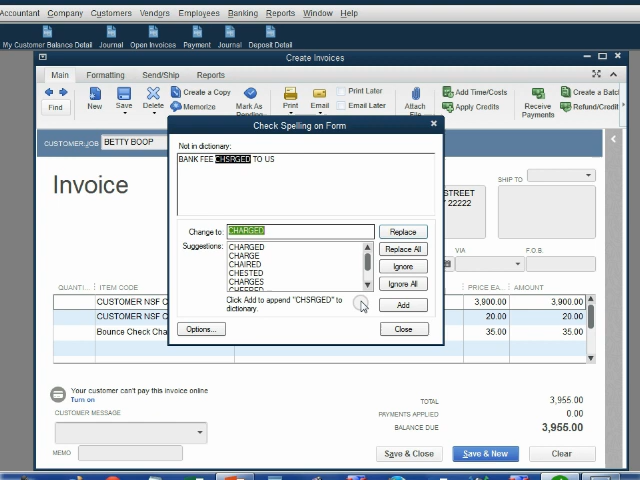 Accountant Company Customers Vendors Employees Banking Reports Window Help
My Customer Balance Detail Journal Open Invoices Payment Journal Deposit Detail
Create Invoices
Main Formatting Send/Ship Reports
Find New Save Delete Create a Copy Memorize Mark As Pending Print Email Print Later Email Later Attach File Add Time/Costs Apply Credits Receive Payments Create a Batc Refund/Credit
CUSTOMER:JOB BETTY BOOP
Check Spelling on Form
Not in dictionary:
BANK FEE CHSRGED TO US
Change to: CHARGED Replace
Suggestions: CHARGED Replace All
CHARGE
CHAIRED Ignore
CHESTED
CHARGES Ignore All
Click Add to append "CHSRGED" to dictionary. Add
Options... Close
Invoice
SHIP TO
STREET
22222
VIA F.O.B.
QUANTI... ITEM CODE PRICE EA... AMOUNT
CUSTOMER NSF C 3,900.00 3,900.00
CUSTOMER NSF C 20.00 20.00
Bounce Check Cha 35.00 35.00
Your customer can't pay this invoice online
Turn on
TOTAL 3,955.00
CUSTOMER MESSAGE
PAYMENTS APPLIED 0.00
BALANCE DUE 3,955.00
MEMO
Save & Close Save & New Clear